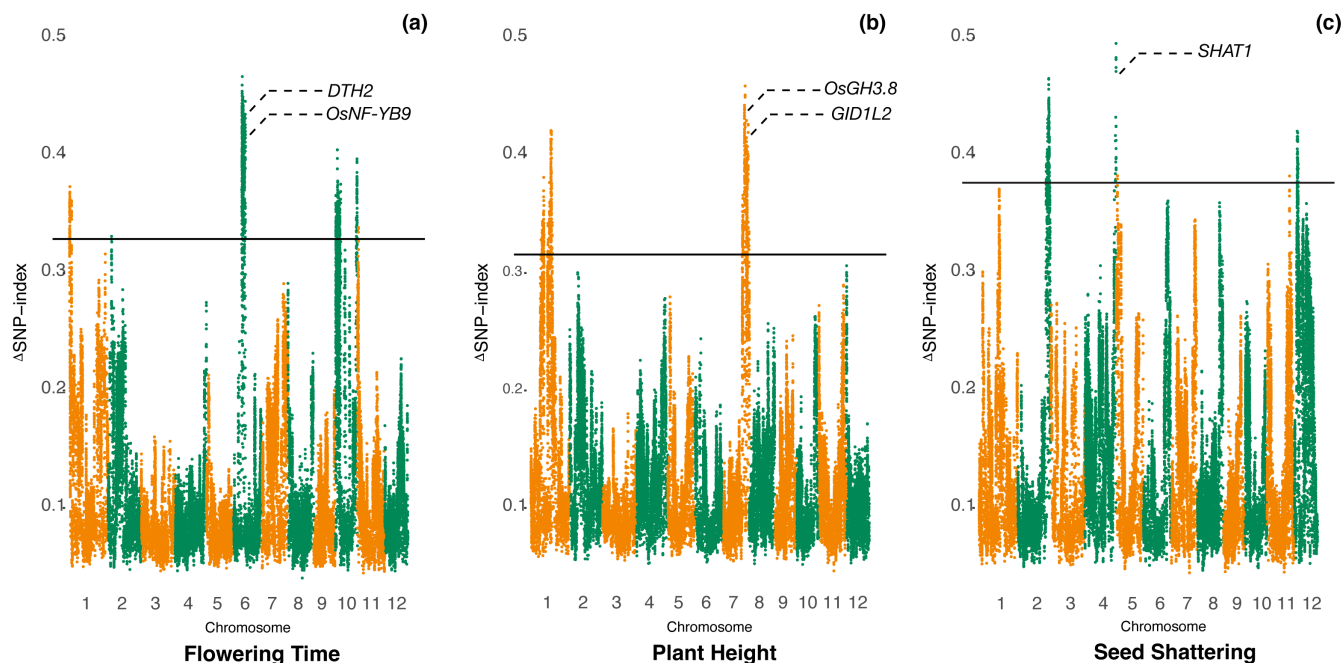 (a)
0.5
DTH2
OsNF-YB9
0.4
0.3
0.2
0.1
ΔSNP-index
1 2 3 4 5 6 7 8 9 10 11 12
Chromosome
Flowering Time
(b)
0.5
OsGH3.8
GID1L2
0.4
0.3
0.2
0.1
ΔSNP-index
1 2 3 4 5 6 7 8 9 10 11 12
Chromosome
Plant Height
(c)
0.5
SHAT1
0.4
0.3
0.2
0.1
ΔSNP-index
1 2 3 4 5 6 7 8 9 10 11 12
Chromosome
Seed Shattering